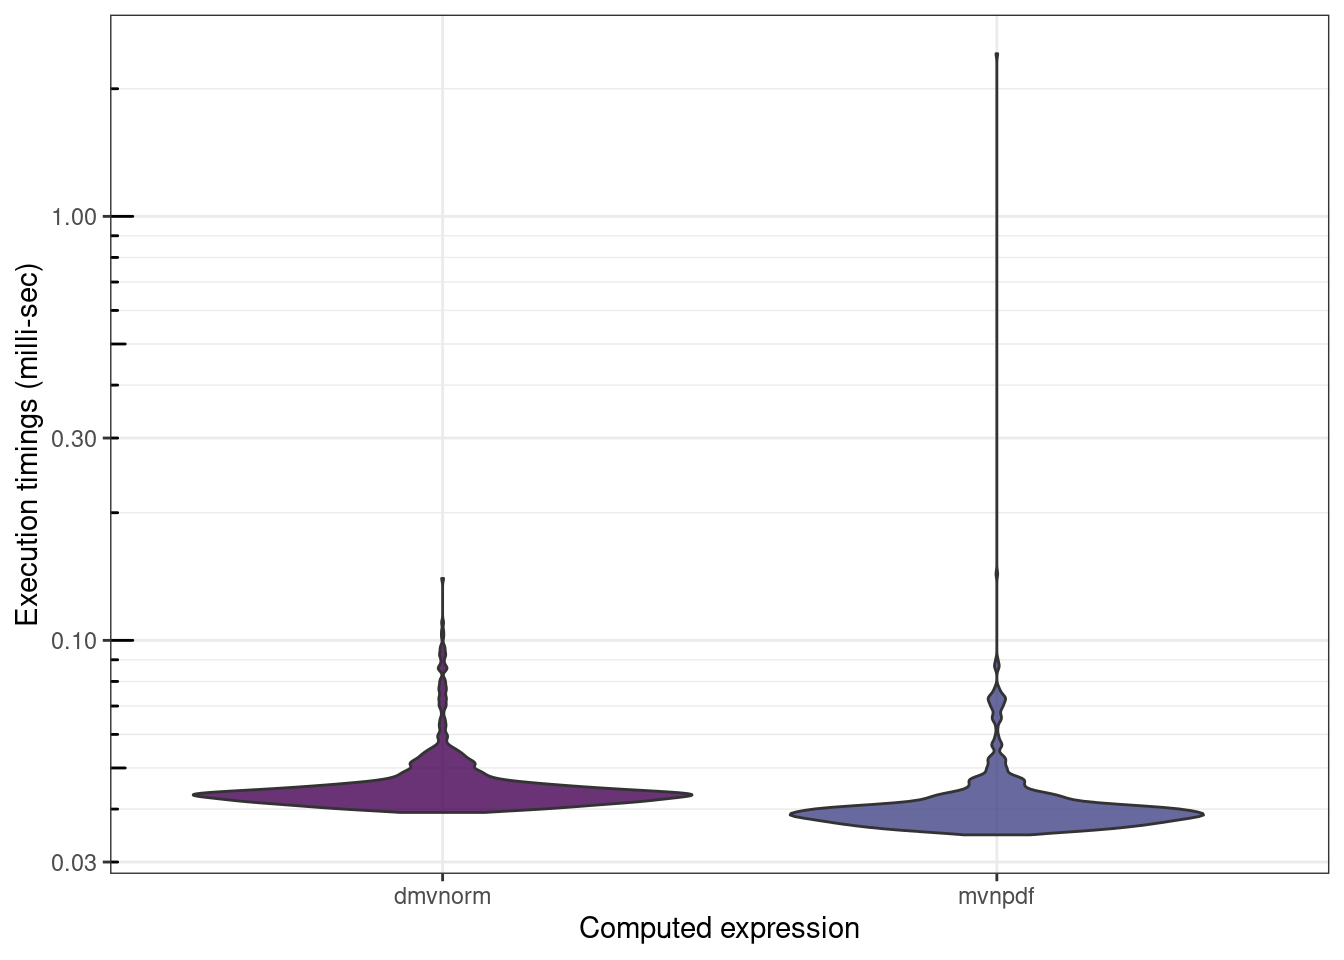 Execution timings (milli-sec)
1.00
0.30
0.10
0.03
dmvnorm
mvnpdf
Computed expression